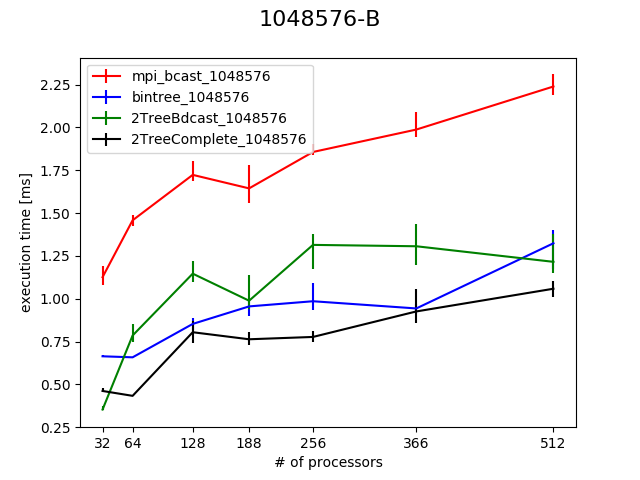 1048576-B
mpi_bcast_1048576
bintree_1048576
2TreeBdcast_1048576
2TreeComplete_1048576
execution time [ms]
2.25
2.00
1.75
1.50
1.25
1.00
0.75
0.50
0.25
32 64 128 188 256 366 512
# of processors